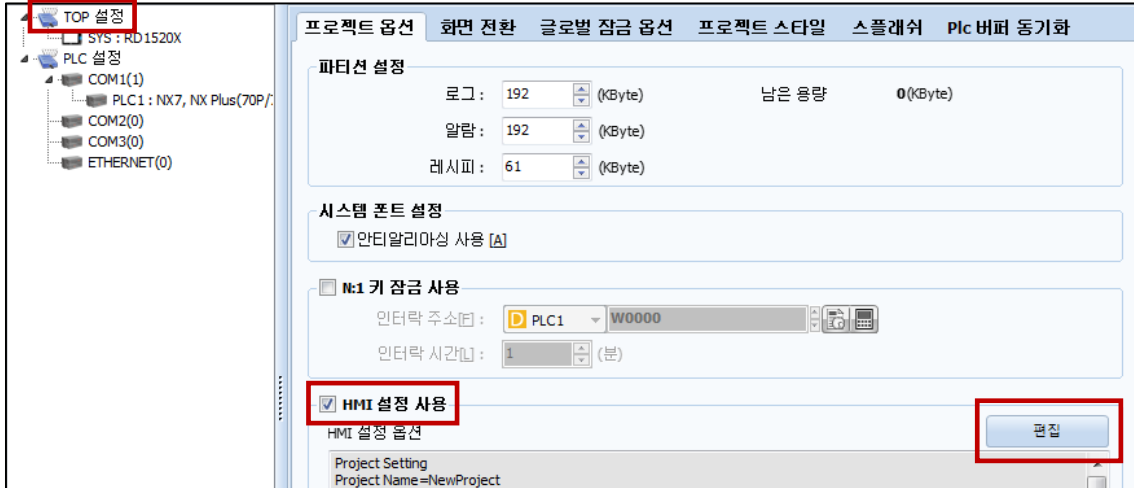 TOP 설정
SYS : RD1520X
PLC 설정
COM1(1)
PLC1 : NX7, NX Plus(70P/
COM2(0)
COM3(0)
ETHERNET(0)
프로젝트 옵션 화면 전환 글로벌 잠금 옵션 프로젝트 스타일 스플래쉬 Plc 버퍼 동기화
파티션 설정
로그 : 192 (KByte) 남은 용량 0(KByte)
알람 : 192 (KByte)
레시피 : 61 (KByte)
시스템 폰트 설정
안티알리아싱 사용 [A]
N:1 키 잠금 사용
인터락 주소[F] : D PLC1 W0000
인터락 시간[L] : 1 (분)
HMI 설정 사용
HMI 설정 옵션 편집
Project Setting
Project Name=NewProject